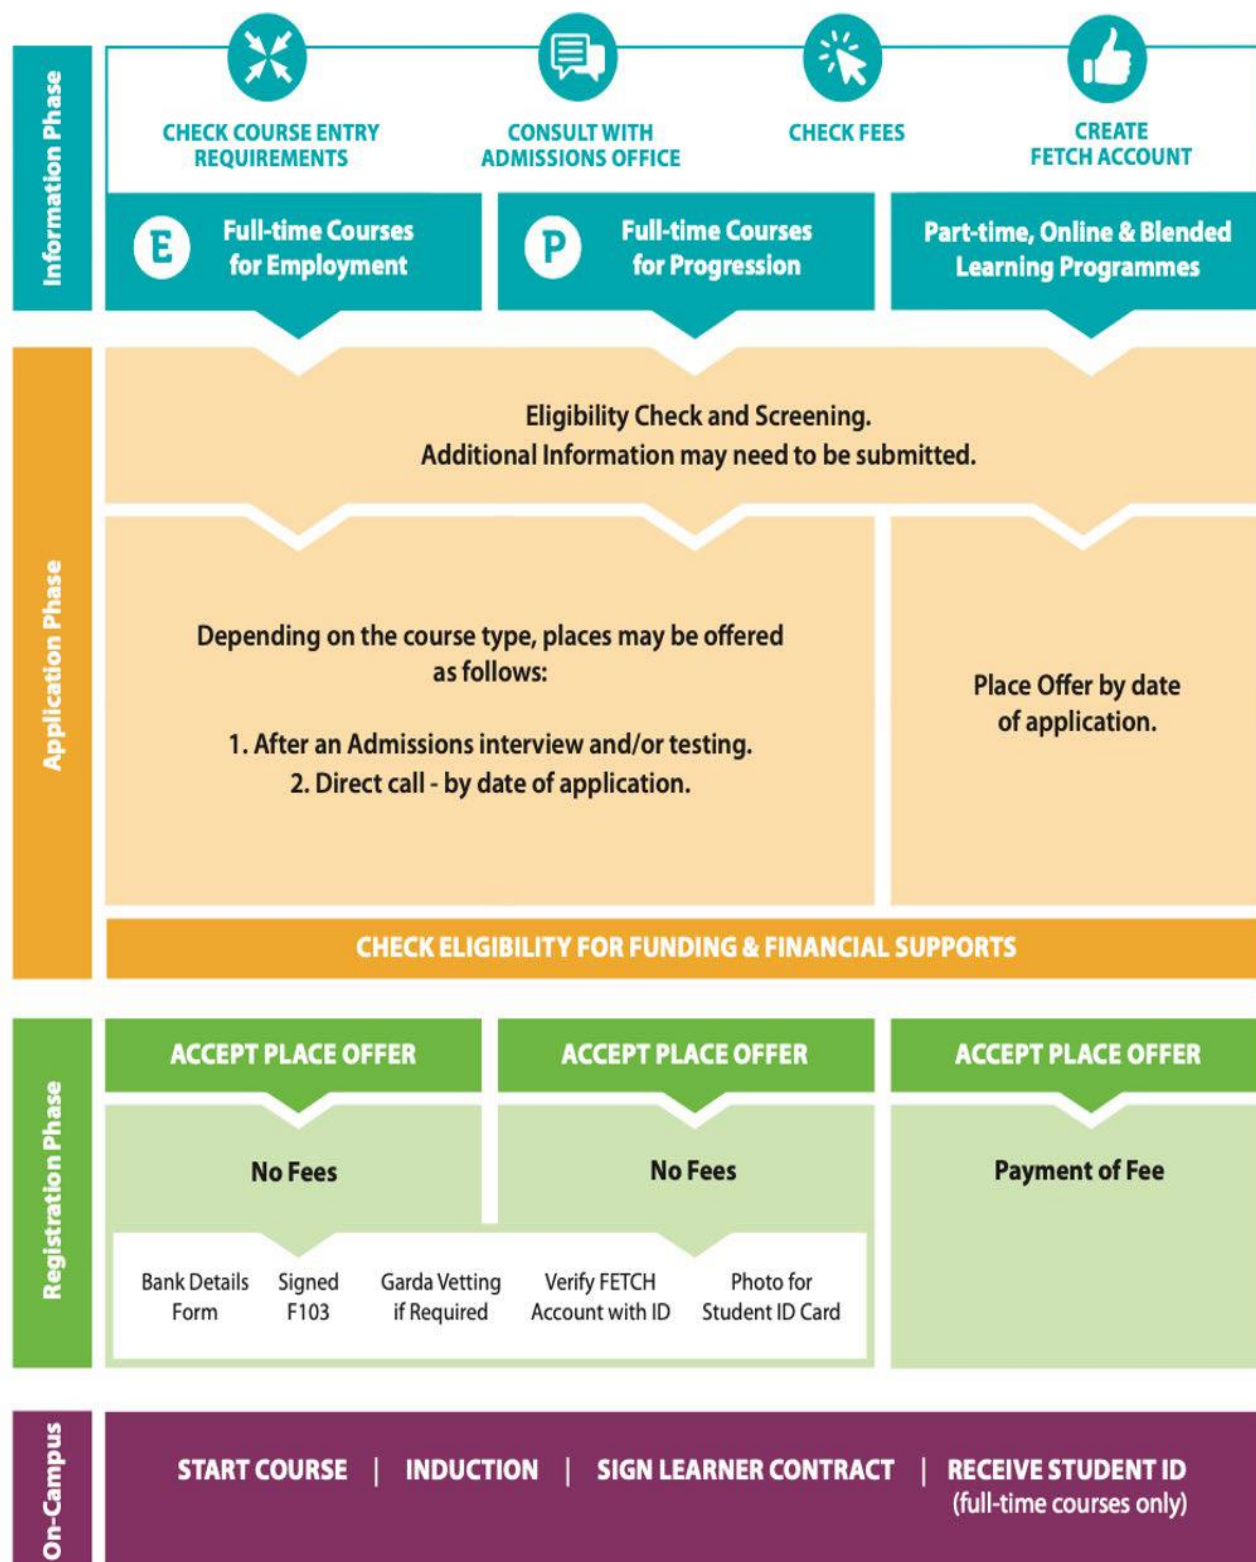 Information Phase
CHECK COURSE ENTRY
REQUIREMENTS
CONSULT WITH
ADMISSIONS OFFICE
CHECK FEES
CREATE
FETCH ACCOUNT
E
Full-time Courses
for Employment
P
Full-time Courses
for Progression
Part-time, Online & Blended
Learning Programmes
Application Phase
Eligibility Check and Screening.
Additional Information may need to be submitted.
Depending on the course type, places may be offered
as follows:
1. After an Admissions interview and/or testing.
2. Direct call - by date of application.
Place Offer by date
of application.
CHECK ELIGIBILITY FOR FUNDING & FINANCIAL SUPPORTS
Registration Phase
ACCEPT PLACE OFFER
ACCEPT PLACE OFFER
ACCEPT PLACE OFFER
No Fees
No Fees
Payment of Fee
Bank Details
Form
Signed
F103
Garda Vetting
if Required
Verify FETCH
Account with ID
Photo for
Student ID Card
On-Campus
START COURSE | INDUCTION | SIGN LEARNER CONTRACT | RECEIVE STUDENT ID
(full-time courses only)